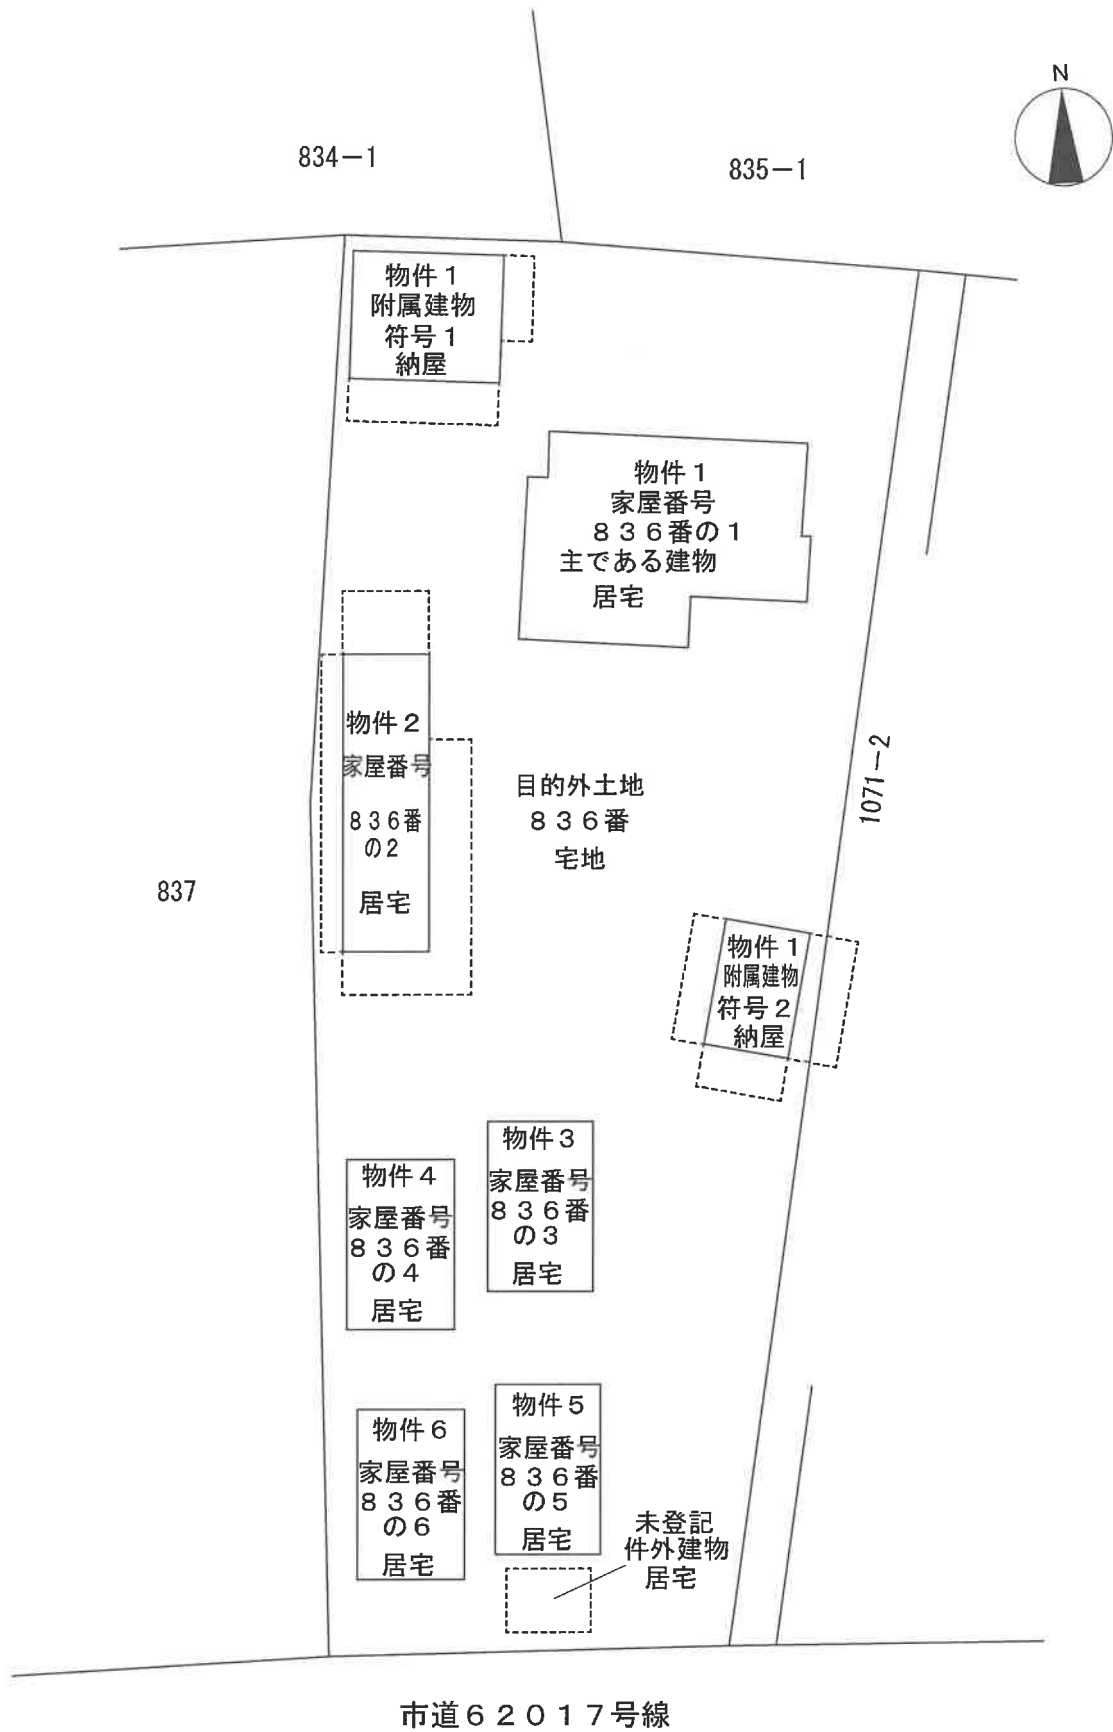 N
834−1
835−1
物件1
附属建物
符号1
納屋
物件1
家屋番号
836番の1
主である建物
居宅
物件2
家屋番号
836番
の2
居宅
目的外土地
836番
宅地
1071−2
837
物件1
附属建物
符号2
納屋
物件3
家屋番号
836番
の3
居宅
物件4
家屋番号
836番
の4
居宅
物件5
家屋番号
836番
の5
居宅
物件6
家屋番号
836番
の6
居宅
未登記
件外建物
居宅
市道62017号線